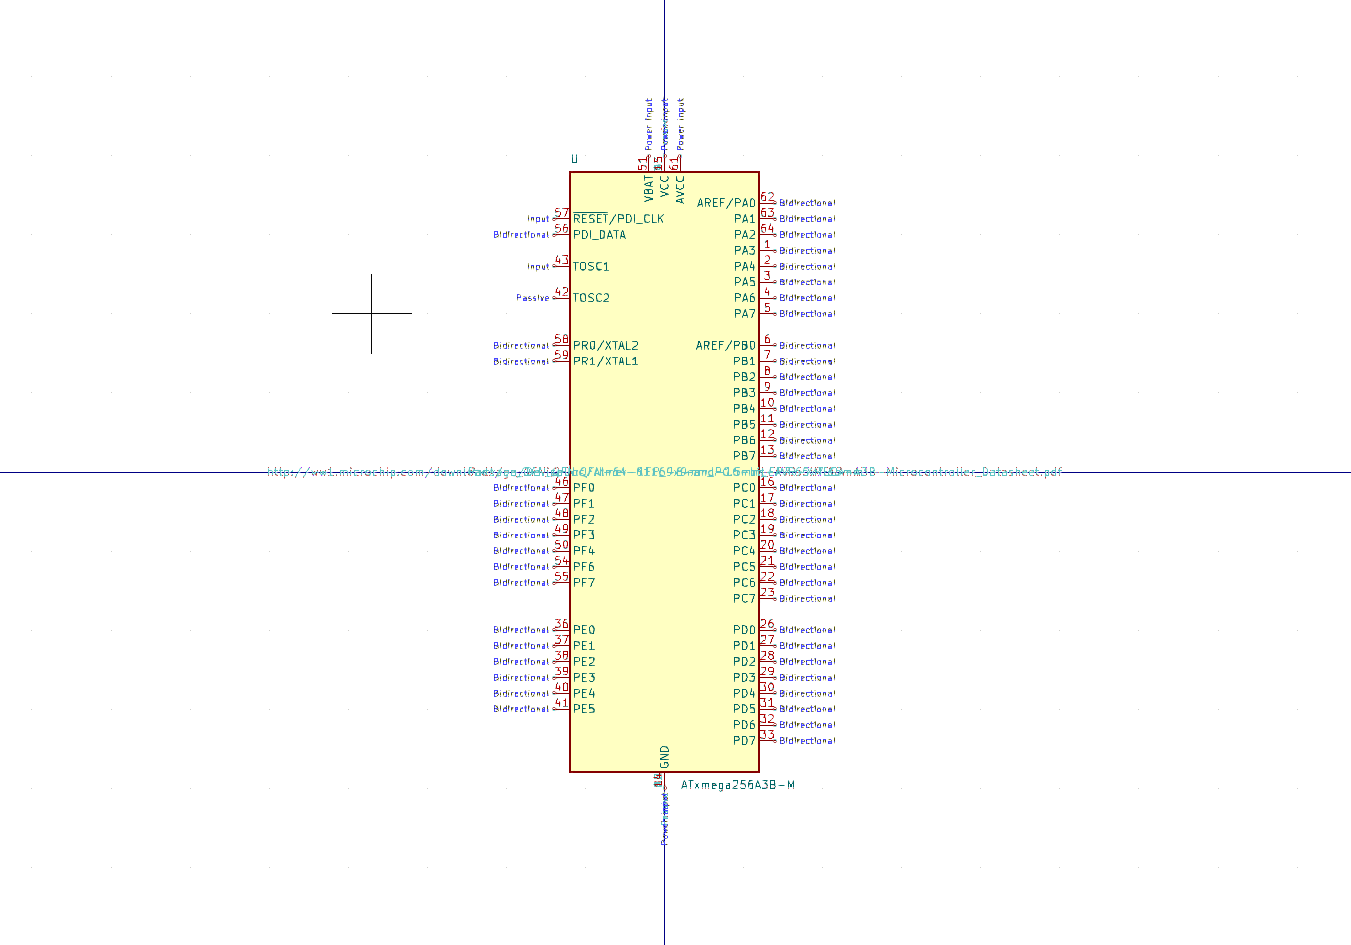 Power Input
Power input
U
51
15
61
VBAT
VCC
AVCC
AREF/PA0 62 Bidirectional
Input 57 RESET/PDI_CLK
PA1 63 Bidirectional
Bidirectional 56 PDI_DATA
PA2 64 Bidirectional
PA3 1 Bidirectional
Input 43 TOSC1
PA4 2 Bidirectional
PA5 3 Bidirectional
Passive 42 TOSC2
PA6 4 Bidirectional
PA7 5 Bidirectional
Bidirectional 58 PR0/XTAL2
AREF/PB0 6 Bidirectional
Bidirectional 59 PR1/XTAL1
PB1 7 Bidirectional
PB2 8 Bidirectional
PB3 9 Bidirectional
PB4 10 Bidirectional
PB5 11 Bidirectional
PB6 12 Bidirectional
PB7 13 Bidirectional
Bidirectional 46 PF0
PC0 16 Bidirectional
Bidirectional 47 PF1
PC1 17 Bidirectional
Bidirectional 48 PF2
PC2 18 Bidirectional
Bidirectional 49 PF3
PC3 19 Bidirectional
Bidirectional 50 PF4
PC4 20 Bidirectional
Bidirectional 54 PF6
PC5 21 Bidirectional
Bidirectional 55 PF7
PC6 22 Bidirectional
PC7 23 Bidirectional
Bidirectional 36 PE0
PD0 26 Bidirectional
Bidirectional 37 PE1
PD1 27 Bidirectional
Bidirectional 38 PE2
PD2 28 Bidirectional
Bidirectional 39 PE3
PD3 29 Bidirectional
Bidirectional 40 PE4
PD4 30 Bidirectional
Bidirectional 41 PE5
PD5 31 Bidirectional
PD6 32 Bidirectional
PD7 33 Bidirectional
GND
ATxmega256A3B-M